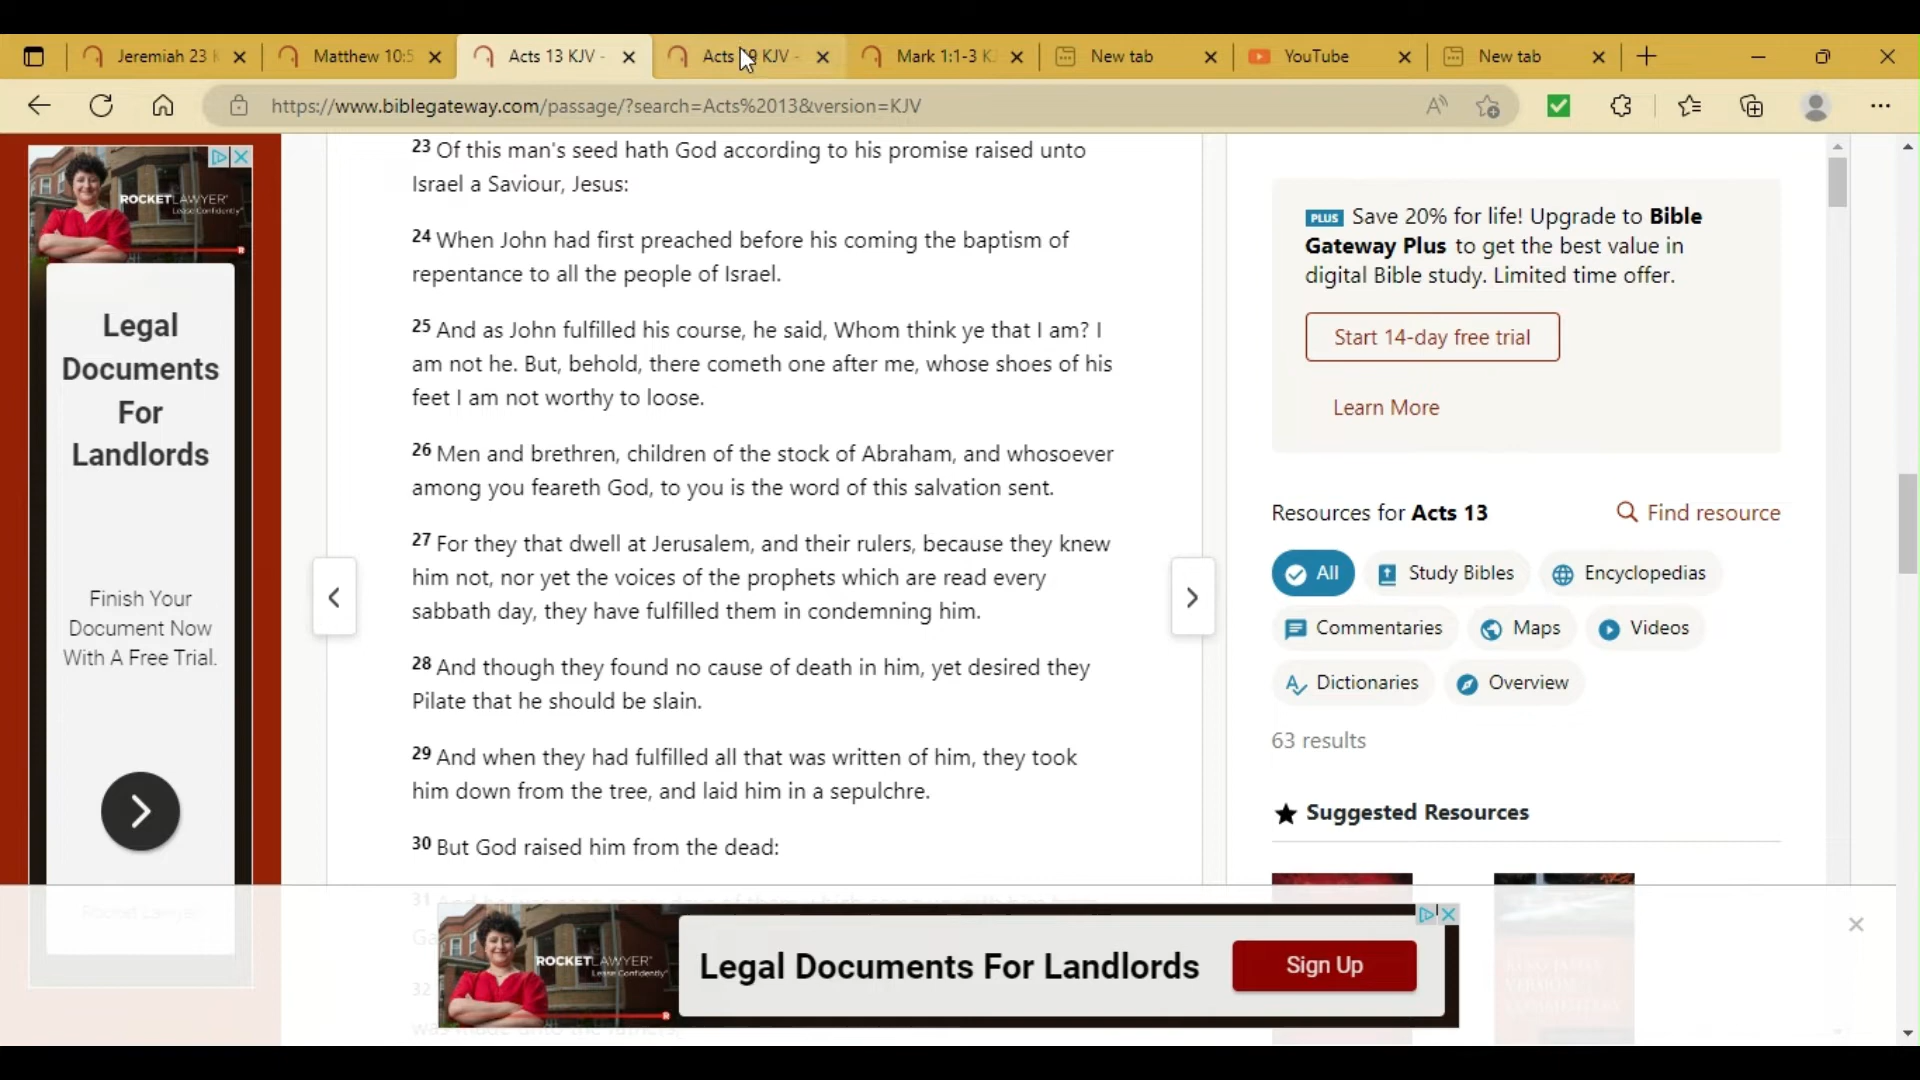 Jeremiah 23
Matthew 10:5
Acts 13 KJV -
Acts 9 KJV -
Mark 1:1-3 K
New tab
YouTube
New tab
https://www.biblegateway.com/passage/?search=Acts%2013&version=KJV
23 Of this man's seed hath God according to his promise raised unto
Israel a Saviour, Jesus:
24 When John had first preached before his coming the baptism of
repentance to all the people of Israel.
25 And as John fulfilled his course, he said, Whom think ye that I am? I
am not he. But, behold, there cometh one after me, whose shoes of his
feet I am not worthy to loose.
26 Men and brethren, children of the stock of Abraham, and whosoever
among you feareth God, to you is the word of this salvation sent.
27 For they that dwell at Jerusalem, and their rulers, because they knew
him not, nor yet the voices of the prophets which are read every
sabbath day, they have fulfilled them in condemning him.
28 And though they found no cause of death in him, yet desired they
Pilate that he should be slain.
29 And when they had fulfilled all that was written of him, they took
him down from the tree, and laid him in a sepulchre.
30 But God raised him from the dead:
31
32
ROCKETLAWYER
Lease Confidently
Legal
Documents
For
Landlords
Finish Your
Document Now
With A Free Trial.
Rocket Lawyer
PLUS Save 20% for life! Upgrade to Bible
Gateway Plus to get the best value in
digital Bible study. Limited time offer.
Start 14-day free trial
Learn More
Resources for Acts 13
Find resource
All
Study Bibles
Encyclopedias
Commentaries
Maps
Videos
Dictionaries
Overview
63 results
Suggested Resources
ROCKETLAWYER
Lease Confidently
Legal Documents For Landlords
Sign Up
VERSION
COMMENTARY